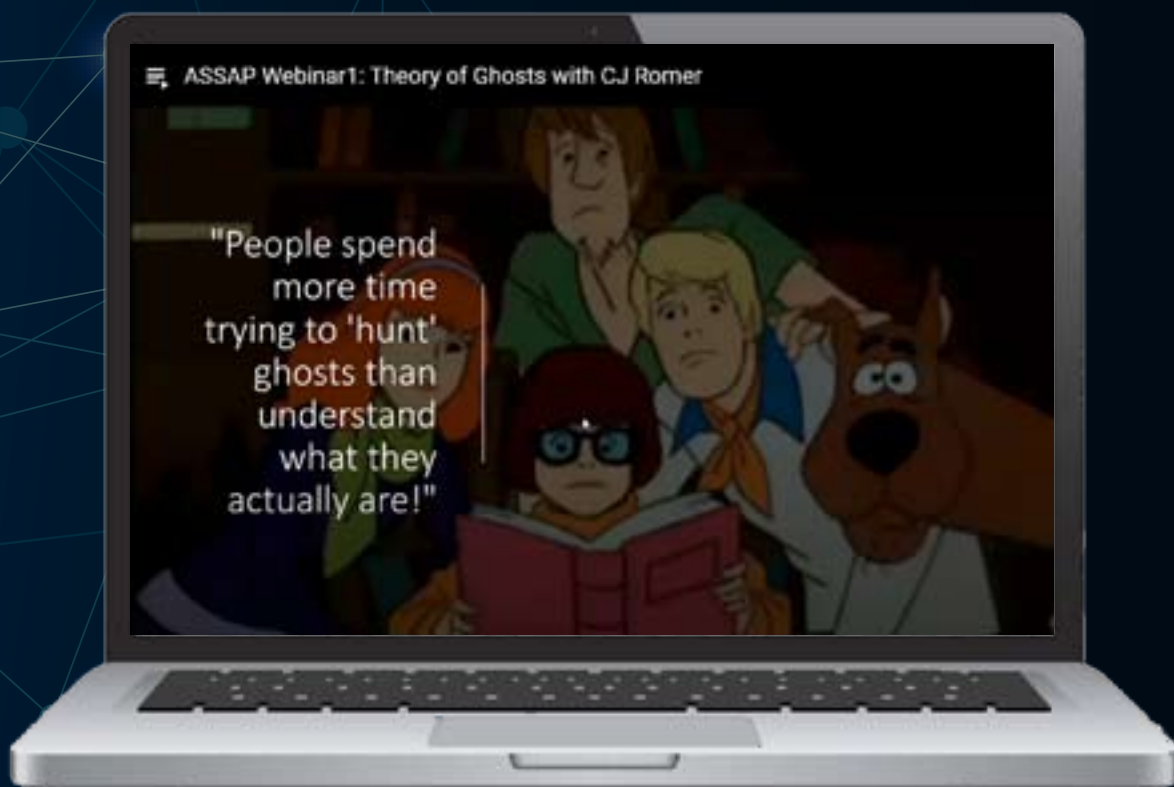 ASSAP Webinar1: Theory of Ghosts with CJ Romer
"People spend
more time
trying to 'hunt'
ghosts than
understand
what they
actually are!"